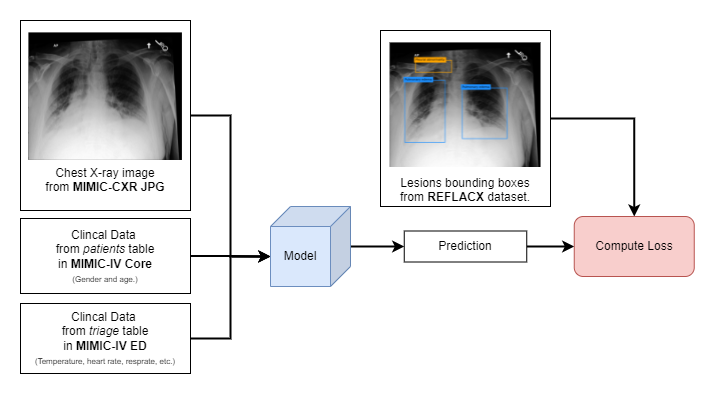 AP
Chest X-ray image
from MIMIC-CXR JPG
Clincal Data
from patients table
in MIMIC-IV Core
(Gender and age.)
Clincal Data
from triage table
in MIMIC-IV ED
(Temperature, heart rate, resprate, etc.)
Model
Prediction
AP
Lesions bounding boxes
from REFLACX dataset.
Compute Loss